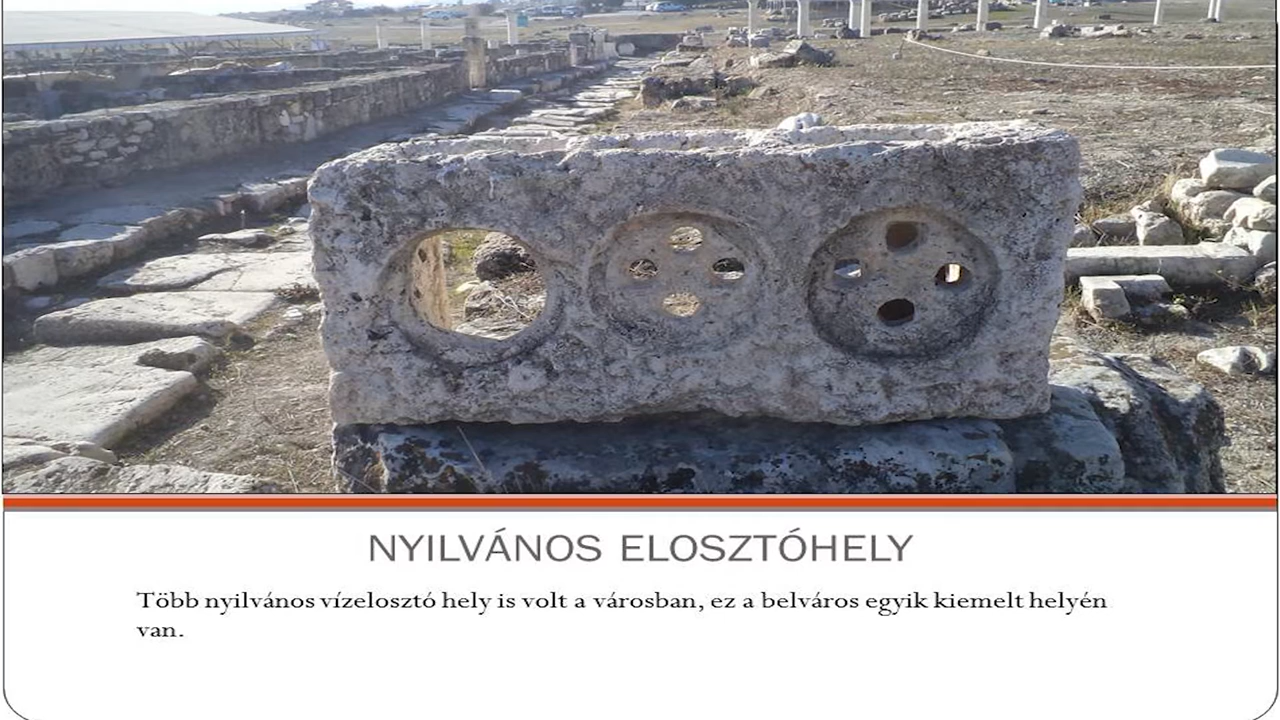 NYILVÁNOS ELOSZTÓHELY
Több nyilvános vízelosztó hely is volt a városban, ez a belváros egyik kiemelt helyén
van.